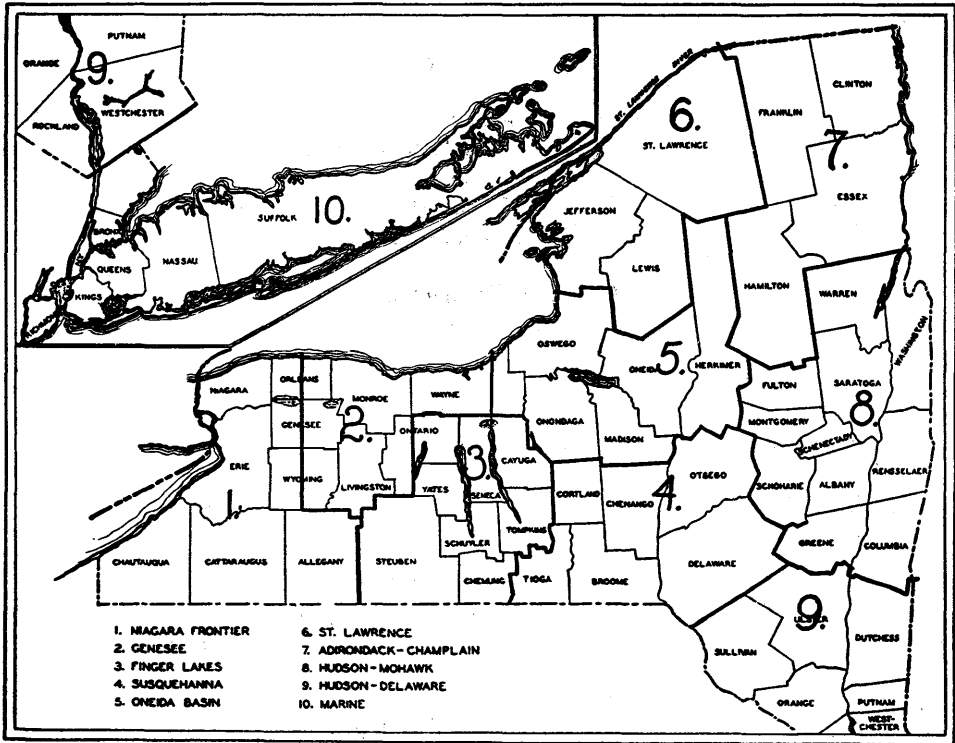 PUTNAM
ORANGE
9.
WESTCHESTER
ROCKLAND
SUFFOLK
10.
BRONX
N.Y.
QUEENS
NASSAU
KINGS
RICHMOND
ST. LAWRENCE RIVER
6.
ST. LAWRENCE
FRANKLIN
CLINTON
7.
ESSEX
JEFFERSON
LEWIS
HAMILTON
WARREN
WASHINGTON
OSWEGO
ONEIDA
5.
HERKIMER
NIAGARA
ORLEANS
MONROE
WAYNE
FULTON
SARATOGA
8.
GENESEE
2.
ONTARIO
ONONDAGA
MADISON
MONTGOMERY
SCHENECTADY
ERIE
WYOMING
LIVINGSTON
YATES
3.
SENECA
CAYUGA
CORTLAND
CHENANGO
4.
OTSEGO
SCHOHARIE
ALBANY
RENSSELAER
1
TOMPKINS
SCHUYLER
GREENE
COLUMBIA
CHAUTAUQUA
CATTARAUGUS
ALLEGANY
STEUBEN
CHEMUNG
TIOGA
BROOME
DELAWARE
ULSTER
9.
DUTCHESS
SULLIVAN
ORANGE
PUTNAM
WEST-
CHESTER
1. NIAGARA FRONTIER
2. GENESEE
3. FINGER LAKES
4. SUSQUEHANNA
5. ONEIDA BASIN
6. ST. LAWRENCE
7. ADIRONDACK-CHAMPLAIN
8. HUDSON-MOHAWK
9. HUDSON-DELAWARE
10. MARINE